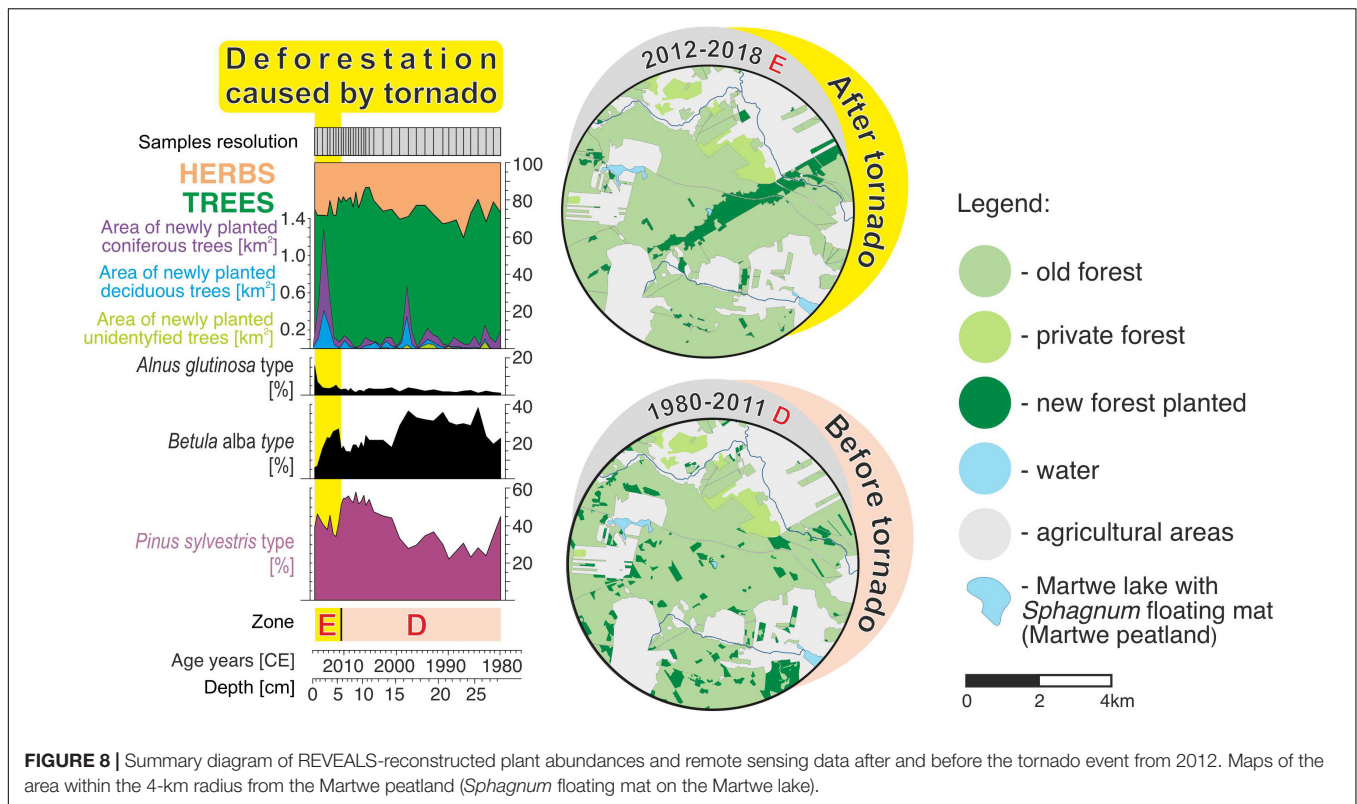 Deforestation
caused by tornado
Samples resolution
HERBS
TREES
Area of newly planted
coniferous trees [km²]
Area of newly planted
deciduous trees [km²]
Area of newly planted
unidentyfied trees [km²]
1.4
1.0
0.6
0.2
100
80
60
40
20
Alnus glutinosa type
[%]
20
Betula alba type
[%]
40
20
Pinus sylvestris type
[%]
60
40
20
Zone
E
D
Age years [CE]
2010 2000 1990 1980
Depth [cm]
0 5 10 15 20 25
2012-2018 E
After tornado
1980-2011 D
Before tornado
Legend:
- old forest
- private forest
- new forest planted
- water
- agricultural areas
- Martwe lake with
Sphagnum floating mat
(Martwe peatland)
0 2 4km
FIGURE 8 | Summary diagram of REVEALS-reconstructed plant abundances and remote sensing data after and before the tornado event from 2012. Maps of the
area within the 4-km radius from the Martwe peatland (Sphagnum floating mat on the Martwe lake).